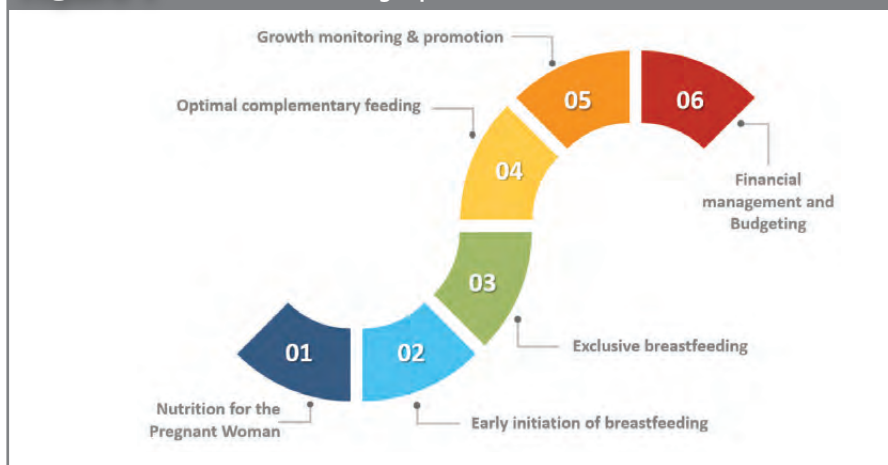 Growth monitoring & promotion
05
06
Optimal complementary feeding
04
Financial
management and
Budgeting
03
Exclusive breastfeeding
01
02
Nutrition for the
Pregnant Woman
Early initiation of breastfeeding